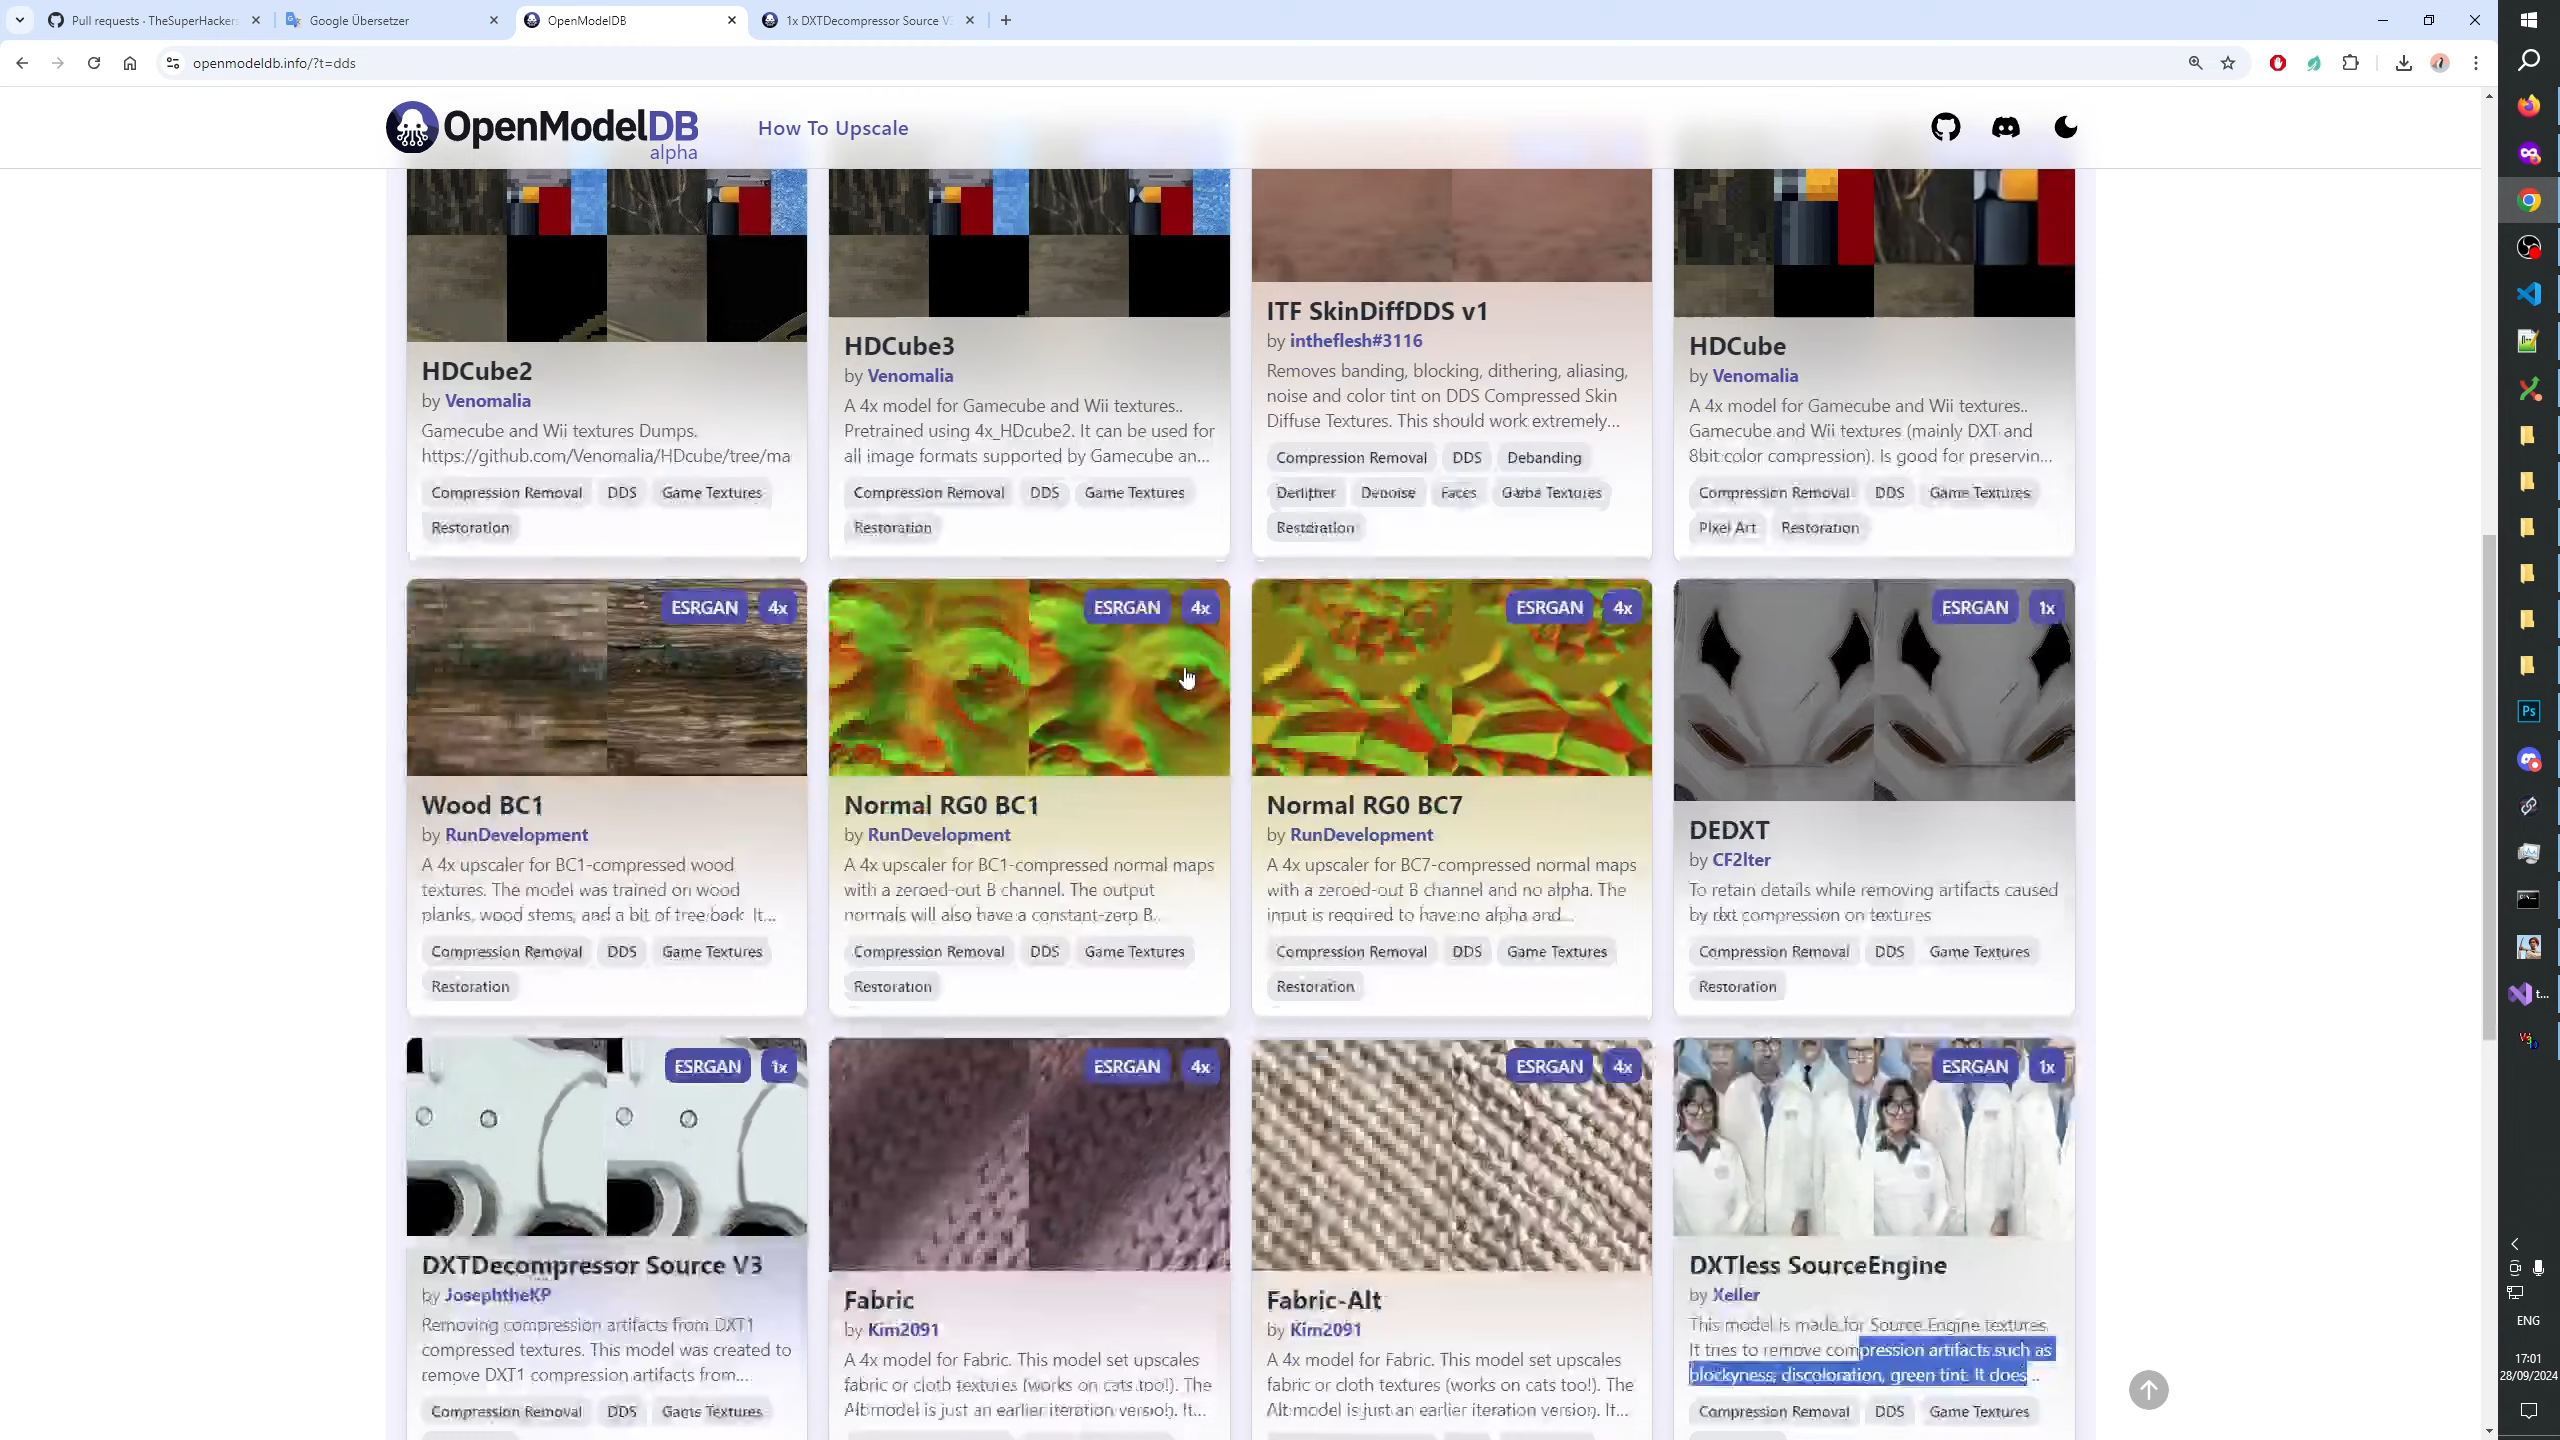 Pull requests · TheSuperHackers
Google Übersetzer
OpenModelDB
1x DXTDecompressor Source V3
openmodeldb.info/?t=dds
OpenModelDB
alpha
How To Upscale
HDCube2
by Venomalia
Gamecube and Wii textures Dumps.
https://github.com/Venomalia/HDcube/tree/ma
Compression Removal DDS Game Textures
Restoration
HDCube3
by Venomalia
A 4x model for Gamecube and Wii textures..
Pretrained using 4x_HDcube2. It can be used for
all image formats supported by Gamecube an...
Compression Removal DDS Game Textures
Restoration
ITF SkinDiffDDS v1
by intheflesh#3116
Removes banding, blocking, dithering, aliasing,
noise and color tint on DDS Compressed Skin
Diffuse Textures. This should work extremely...
Compression Removal DDS Debanding
Denoise Faces Game Textures
Restoration
HDCube
by Venomalia
A 4x model for Gamecube and Wii textures..
Gamecube and Wii textures (mainly DXT and
8bit color compression). Is good for preservin...
Compression Removal DDS Game Textures
Pixel Art Restoration
ESRGAN 4x
Wood BC1
by RunDevelopment
A 4x upscaler for BC1-compressed wood
textures. The model was trained on wood
planks, wood stems, and a bit of tree bark. It...
Compression Removal DDS Game Textures
Restoration
ESRGAN 4x
Normal RG0 BC1
by RunDevelopment
A 4x upscaler for BC1-compressed normal maps
with a zeroed-out B channel. The output
normals will also have a constant-zero B...
Compression Removal DDS Game Textures
Restoration
ESRGAN 4x
Normal RG0 BC7
by RunDevelopment
A 4x upscaler for BC7-compressed normal maps
with a zeroed-out B channel and no alpha. The
input is required to have no alpha and...
Compression Removal DDS Game Textures
Restoration
ESRGAN 1x
DEDXT
by CF2lter
To retain details while removing artifacts caused
by dxt compression on textures
Compression Removal DDS Game Textures
Restoration
ESRGAN 1x
DXTDecompressor Source V3
by JosephtheKP
Removing compression artifacts from DXT1
compressed textures. This model was created to
remove DXT1 compression artifacts from...
Compression Removal DDS Game Textures
ESRGAN 4x
Fabric
by Kim2091
A 4x model for Fabric. This model set upscales
fabric or cloth textures (works on cats too!). The
Alt model is just an earlier iteration version. It...
ESRGAN 4x
Fabric-Alt
by Kim2091
A 4x model for Fabric. This model set upscales
fabric or cloth textures (works on cats too!). The
Alt model is just an earlier iteration version. It...
ESRGAN 1x
DXTless SourceEngine
by Xeller
This model is made for Source Engine textures.
It tries to remove compression artifacts such as
blockyness, discoloration, green tint. It does...
Compression Removal DDS Game Textures
Ps
t...
ENG
17:01
28/09/2024